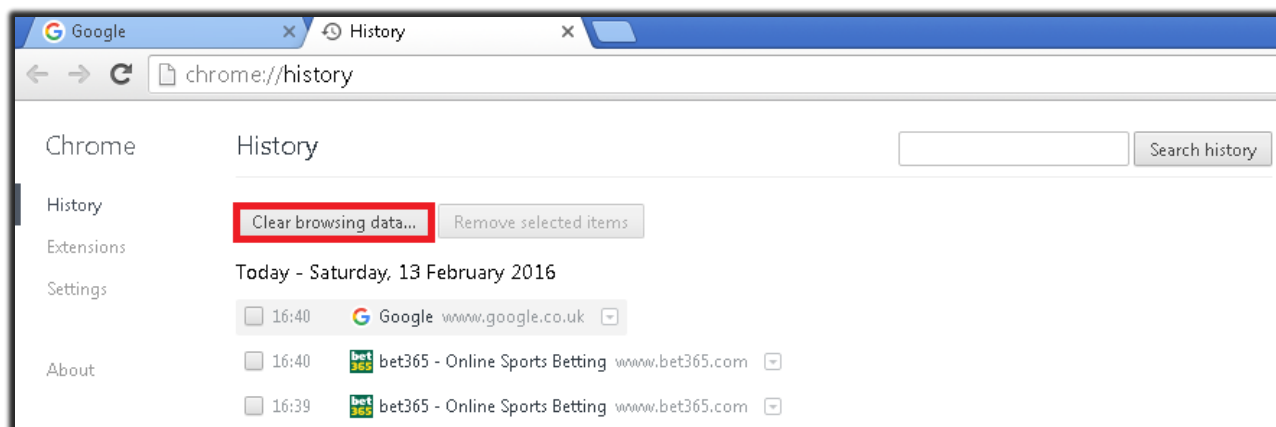 Google
History
chrome://history
Chrome
History
Search history
History
Clear browsing data...
Remove selected items
Extensions
Today - Saturday, 13 February 2016
Settings
16:40 Google www.google.co.uk
16:40 bet365 - Online Sports Betting www.bet365.com
About
16:39 bet365 - Online Sports Betting www.bet365.com